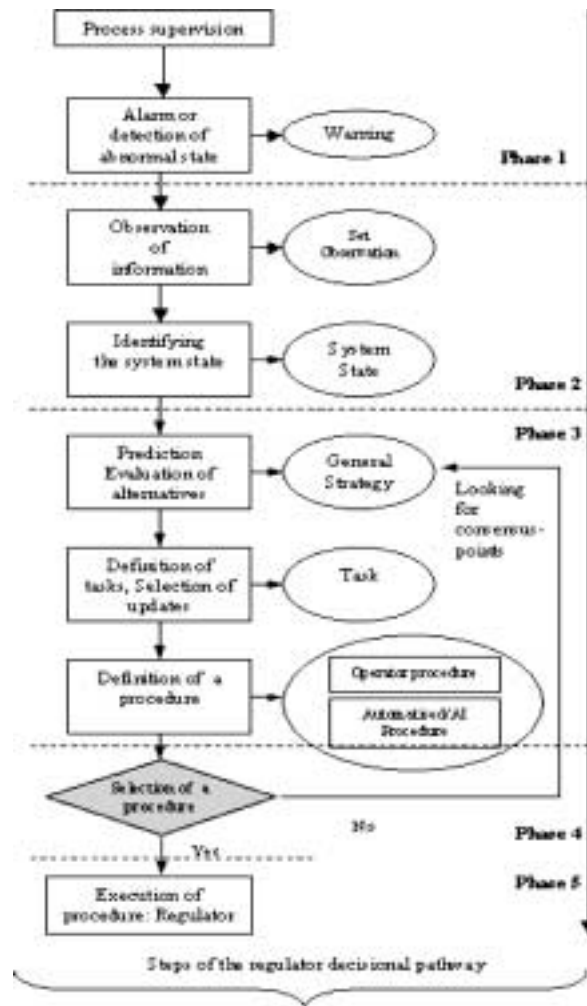 Process supervision
Alarm or
detection of
abnormal state
Warning
Phase 1
Observation
of
information
Set
Observation
Identifying
the system state
System
State
Phase 2
Phase 3
Prediction
Evaluation of
alternatives
General
Strategy
Looking
for
consensus-
points
Definition of
tasks, Selection of
updates
Task
Definition of a
procedure
Operator procedure
Automatised/AI
Procedure
Selection of a
procedure
No
Phase 4
Yes
Phase 5
Execution of
procedure: Regulator
Steps of the regulator decisional pathway